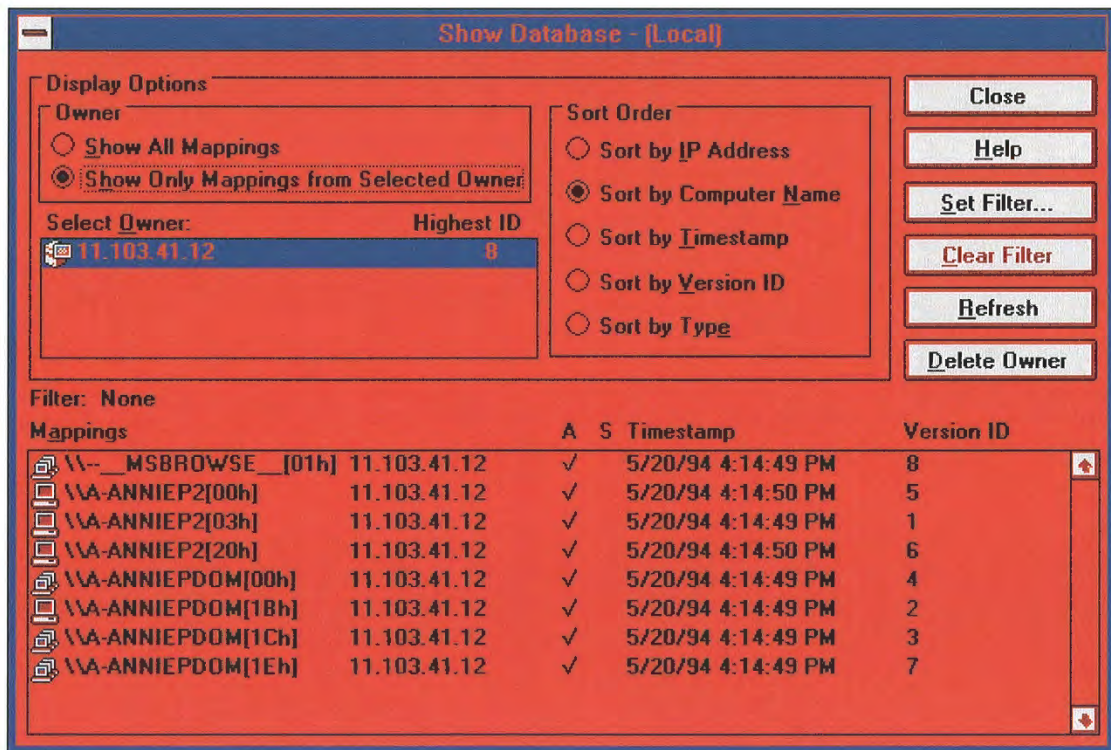 Show Database - (Local)
Display Options
Owner
Show All Mappings
Show Only Mappings from Selected Owner
Select Owner: Highest ID
11.103.41.12 8
Sort Order
Sort by IP Address
Sort by Computer Name
Sort by Timestamp
Sort by Version ID
Sort by Type
Close
Help
Set Filter...
Clear Filter
Refresh
Delete Owner
Filter: None
Mappings A S Timestamp Version ID
\\--__MSBROWSE__[01h] 11.103.41.12 √ 5/20/94 4:14:49 PM 8
\\A-ANNIEP2[00h] 11.103.41.12 √ 5/20/94 4:14:50 PM 5
\\A-ANNIEP2[03h] 11.103.41.12 √ 5/20/94 4:14:49 PM 1
\\A-ANNIEP2[20h] 11.103.41.12 √ 5/20/94 4:14:50 PM 6
\\A-ANNIEPDOM[00h] 11.103.41.12 √ 5/20/94 4:14:49 PM 4
\\A-ANNIEPDOM[1Bh] 11.103.41.12 √ 5/20/94 4:14:49 PM 2
\\A-ANNIEPDOM[1Ch] 11.103.41.12 √ 5/20/94 4:14:49 PM 3
\\A-ANNIEPDOM[1Eh] 11.103.41.12 √ 5/20/94 4:14:49 PM 7